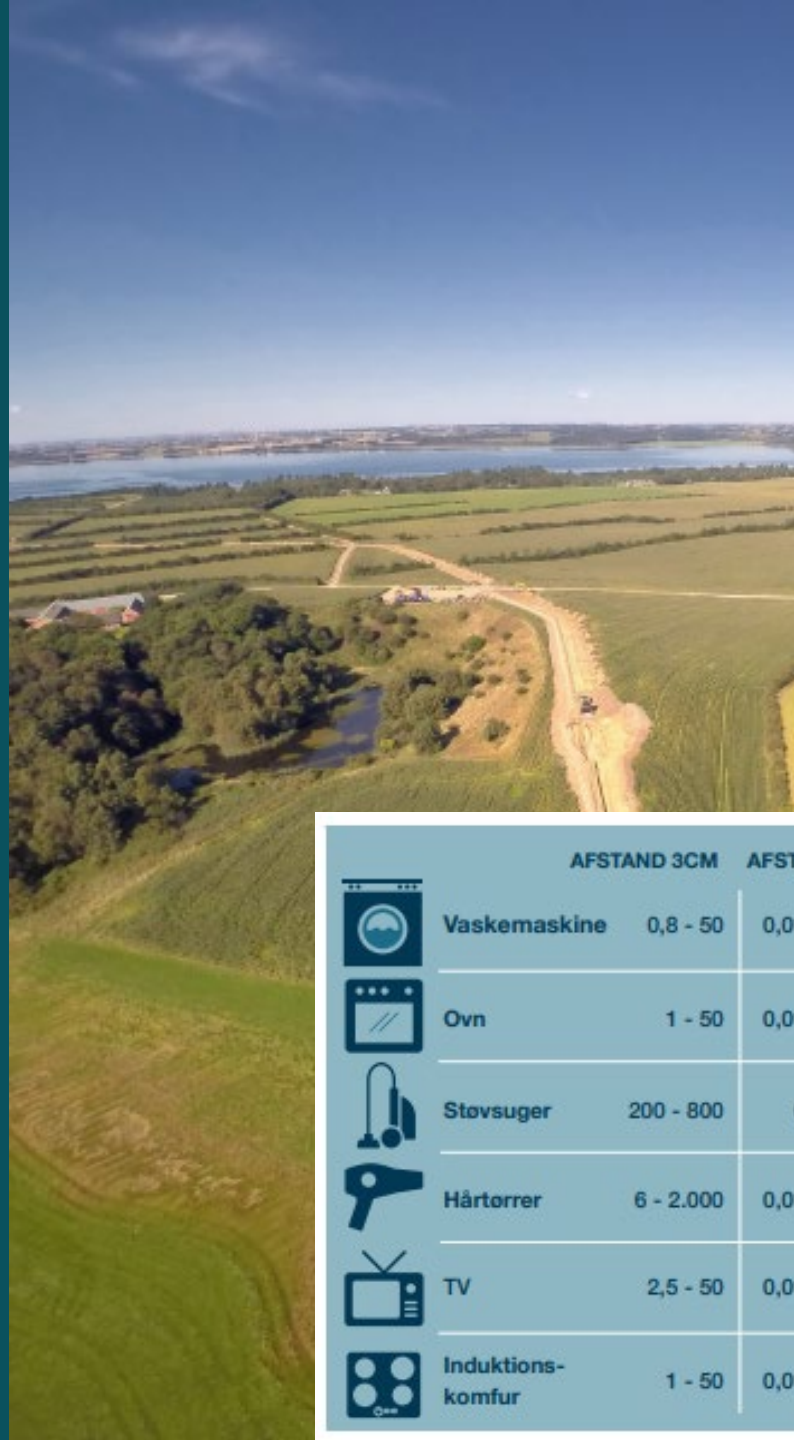 AFSTAND 3CM
Vaskemaskine 0,8 - 50
Ovn 1 - 50
Støvsuger 200 - 800
Hårtørrer 6 - 2.000
TV 2,5 - 50
Induktions-
komfur 1 - 50